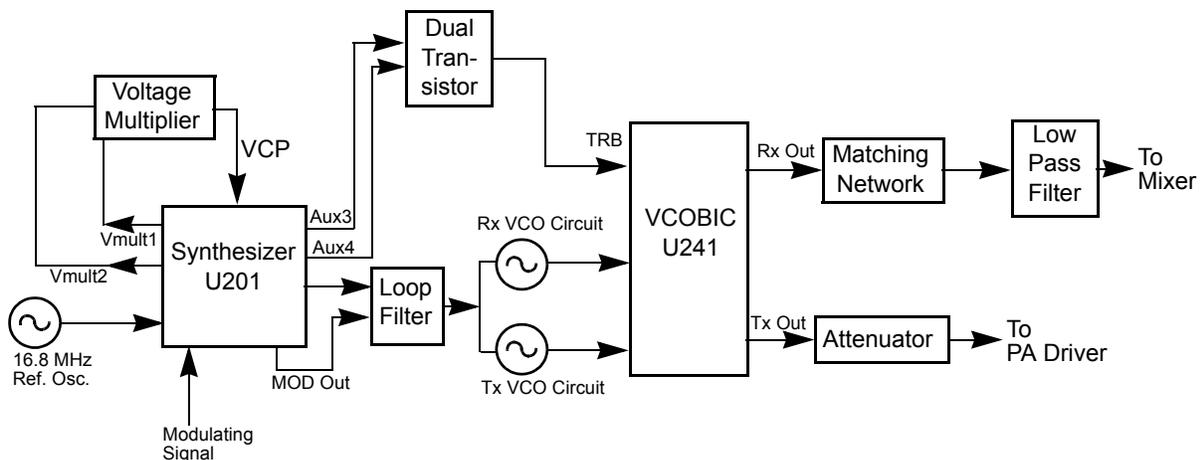 Dual
Tran-
sistor
Voltage
Multiplier
VCP
TRB
Rx Out
Matching
Network
Low
Pass
Filter
To
Mixer
Aux3
Vmult1
Synthesizer
U201
Aux4
Rx VCO Circuit
VCOBIC
U241
Vmult2
Loop
Filter
Tx Out
Attenuator
To
PA Driver
16.8 MHz
Ref. Osc.
MOD Out
Tx VCO Circuit
Modulating
Signal